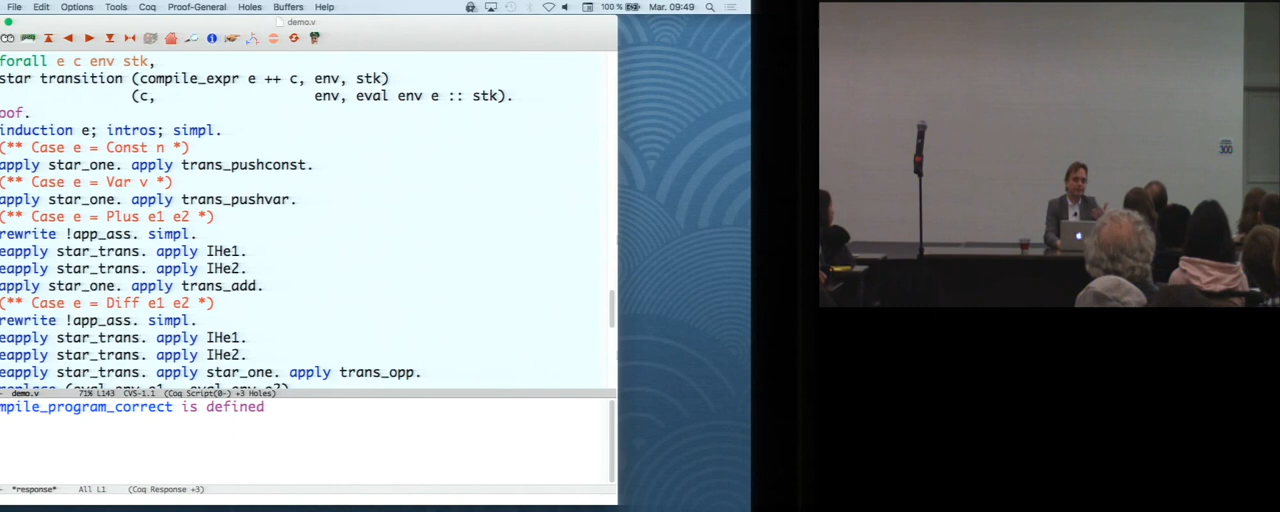 File Edit Options Buffers Tools Coq Proof-General Holes Buffers Help
100 % Mar. 09:49
demo.v
forall e c env stk,
star transition (compile_expr e ++ c, env, stk)
(c, env, eval env e :: stk).
oof.
induction e; intros; simpl.
(** Case e = Const n *)
apply star_one. apply trans_pushconst.
(** Case e = Var v *)
apply star_one. apply trans_pushvar.
(** Case e = Plus e1 e2 *)
rewrite !app_ass. simpl.
eapply star_trans. apply IHe1.
eapply star_trans. apply IHe2.
apply star_one. apply trans_add.
(** Case e = Diff e1 e2 *)
rewrite !app_ass. simpl.
eapply star_trans. apply IHe1.
eapply star_trans. apply IHe2.
eapply star_trans. apply star_one. apply trans_opp.
demo.v 71% L143 CVS-1.1 (Coq Script(0-) +3 Holes)
mpile_program_correct is defined
*response* All L1 (Coq Response +3)
300